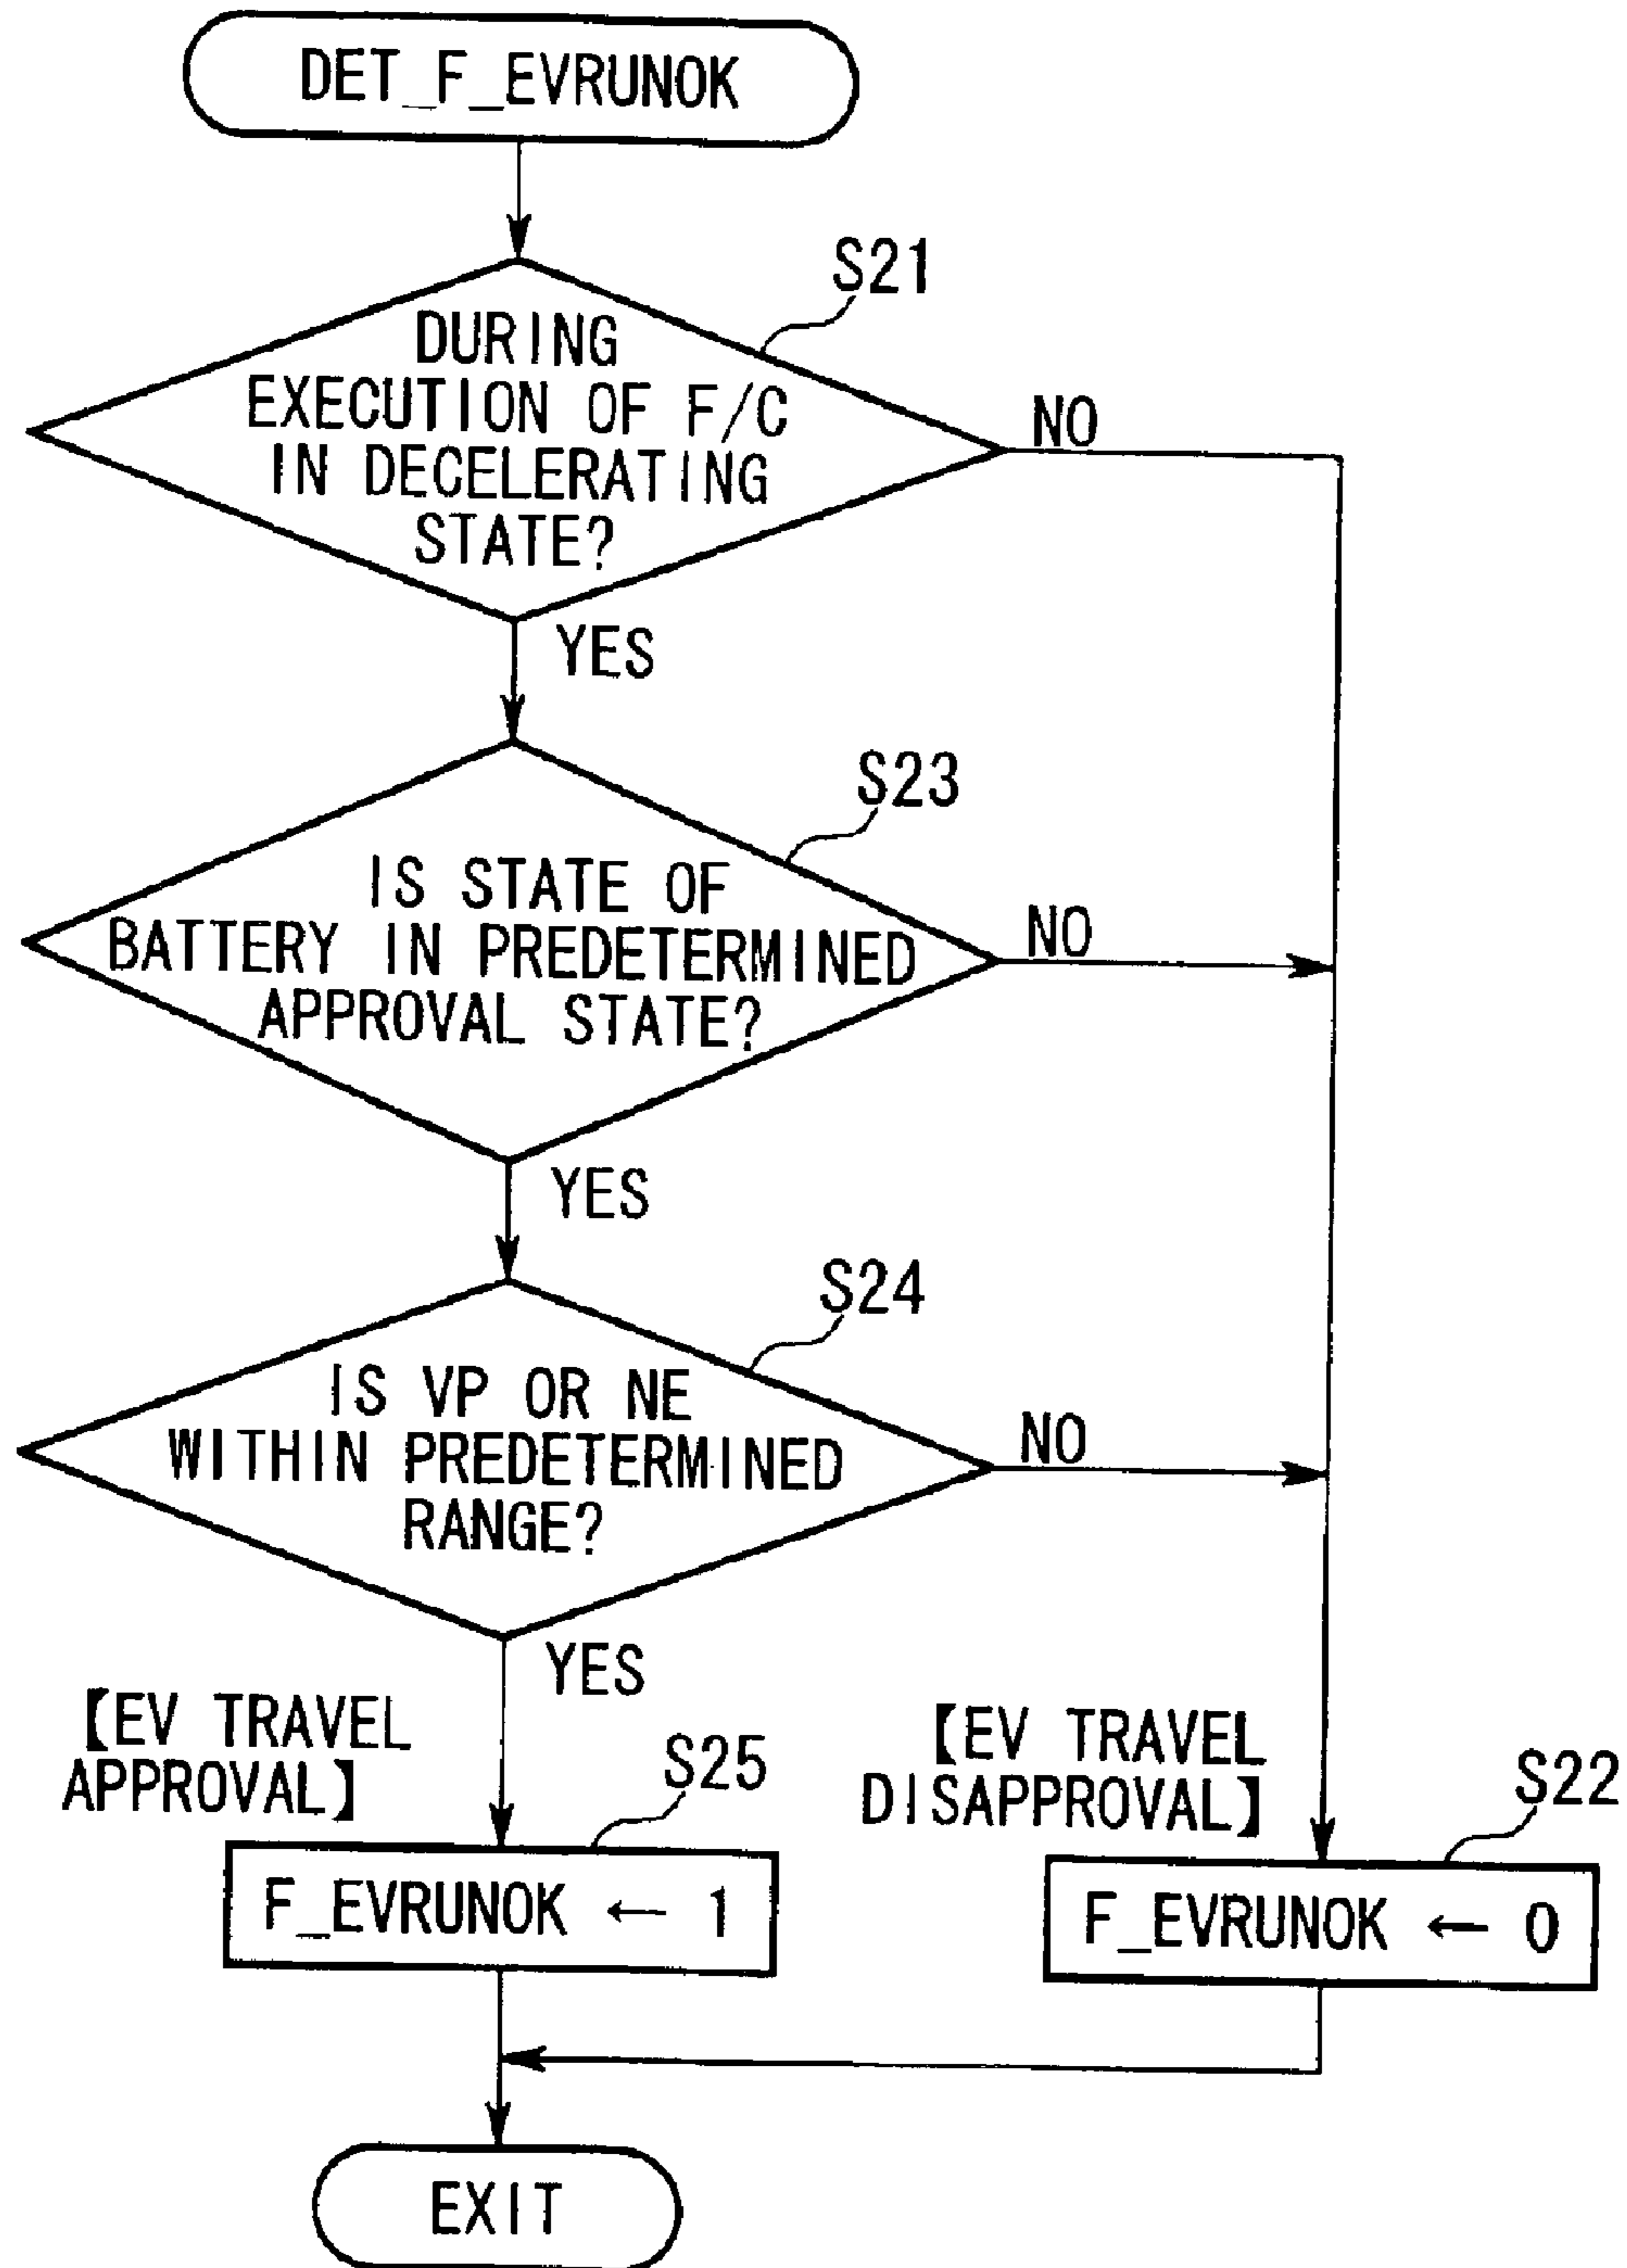 DET_F_EVRUNOK
S21
DURING
EXECUTION OF F/C
IN DECELERATING
STATE?
NO
YES
S23
IS STATE OF
BATTERY IN PREDETERMINED
APPROVAL STATE?
NO
YES
S24
IS VP OR NE
WITHIN PREDETERMINED
RANGE?
NO
YES
【EV TRAVEL
APPROVAL】
S25
F_EVRUNOK ← 1
【EV TRAVEL
DISAPPROVAL】
S22
F_EVRUNOK ← 0
EXIT